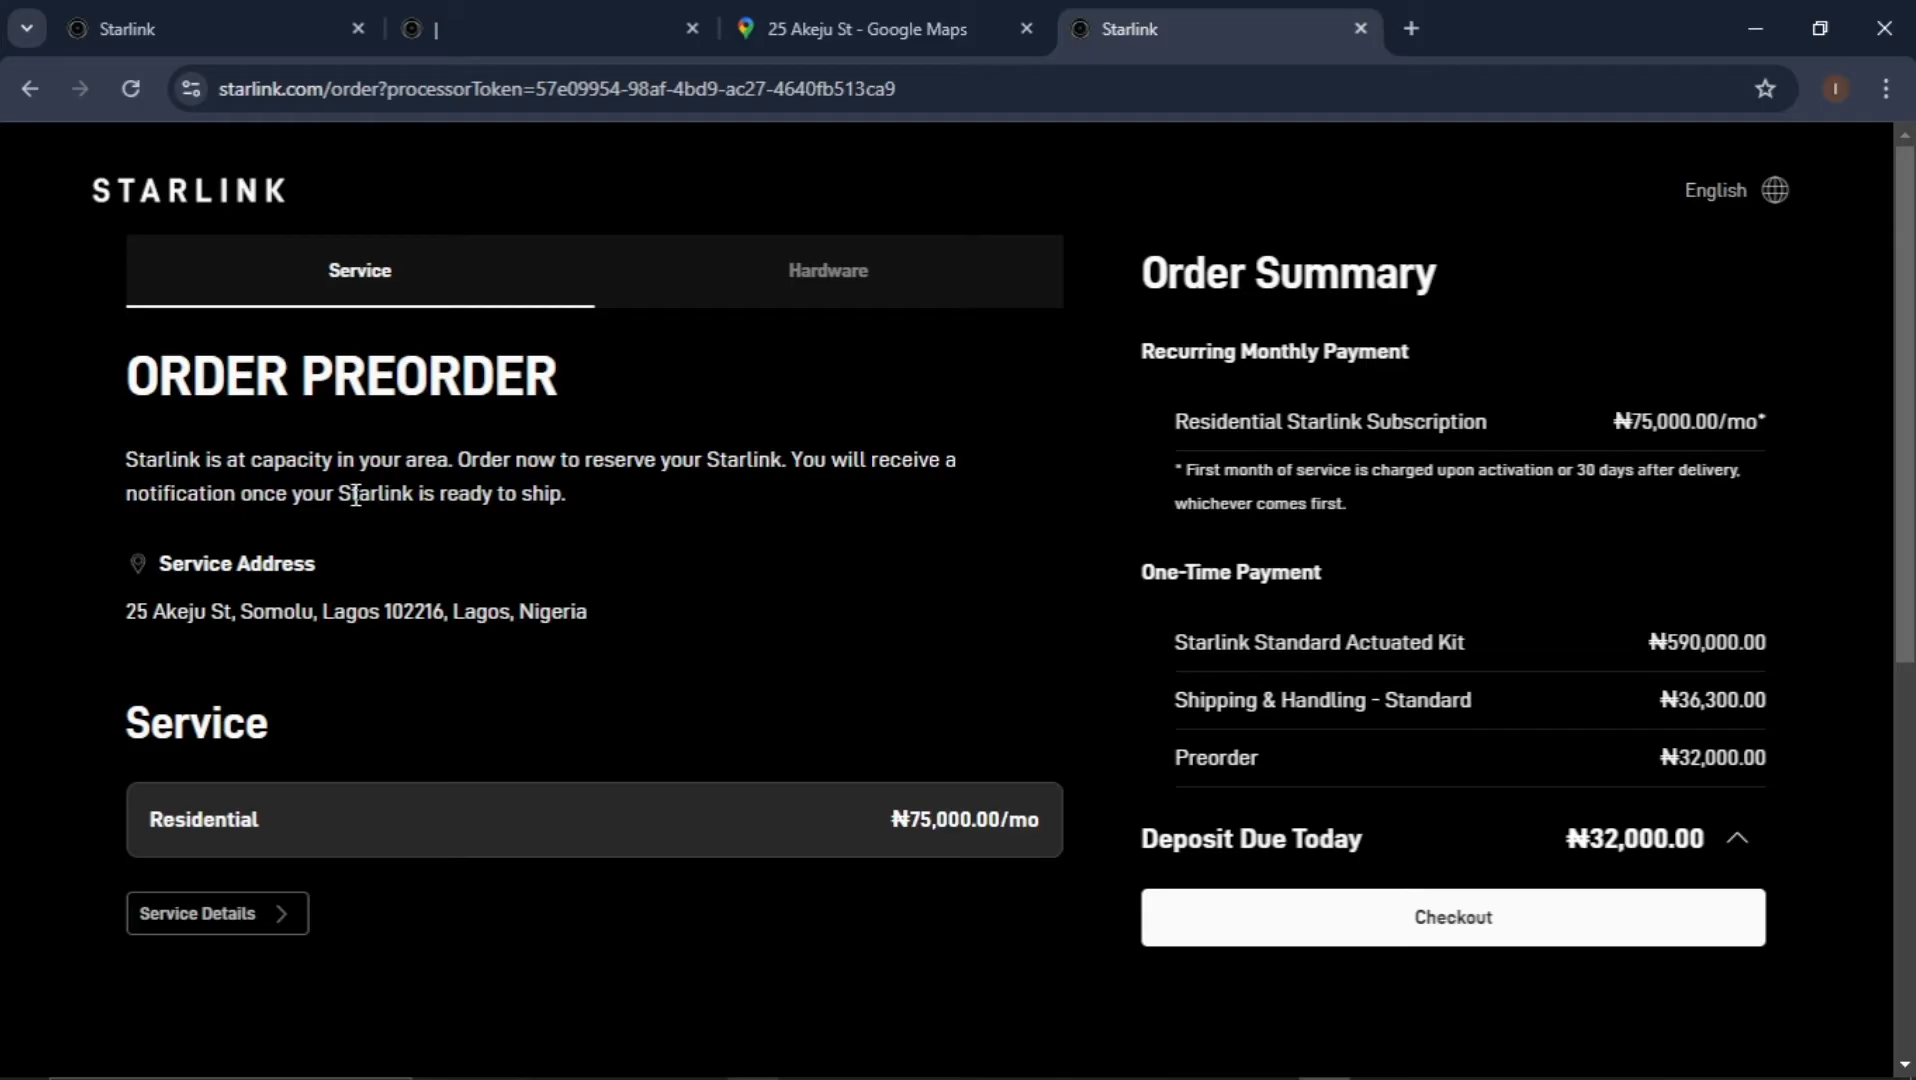 Starlink
25 Akeju St - Google Maps
Starlink
starlink.com/order?processorToken=57e09954-98af-4bd9-ac27-4640fb513ca9
I
STARLINK
English
Service
Hardware
ORDER PREORDER
Starlink is at capacity in your area. Order now to reserve your Starlink. You will receive a
notification once your Starlink is ready to ship.
Service Address
25 Akeju St, Somolu, Lagos 102216, Lagos, Nigeria
Service
Residential ₦75,000.00/mo
Service Details
Order Summary
Recurring Monthly Payment
Residential Starlink Subscription ₦75,000.00/mo*
* First month of service is charged upon activation or 30 days after delivery,
whichever comes first.
One-Time Payment
Starlink Standard Actuated Kit ₦590,000.00
Shipping & Handling - Standard ₦36,300.00
Preorder ₦32,000.00
Deposit Due Today ₦32,000.00
Checkout